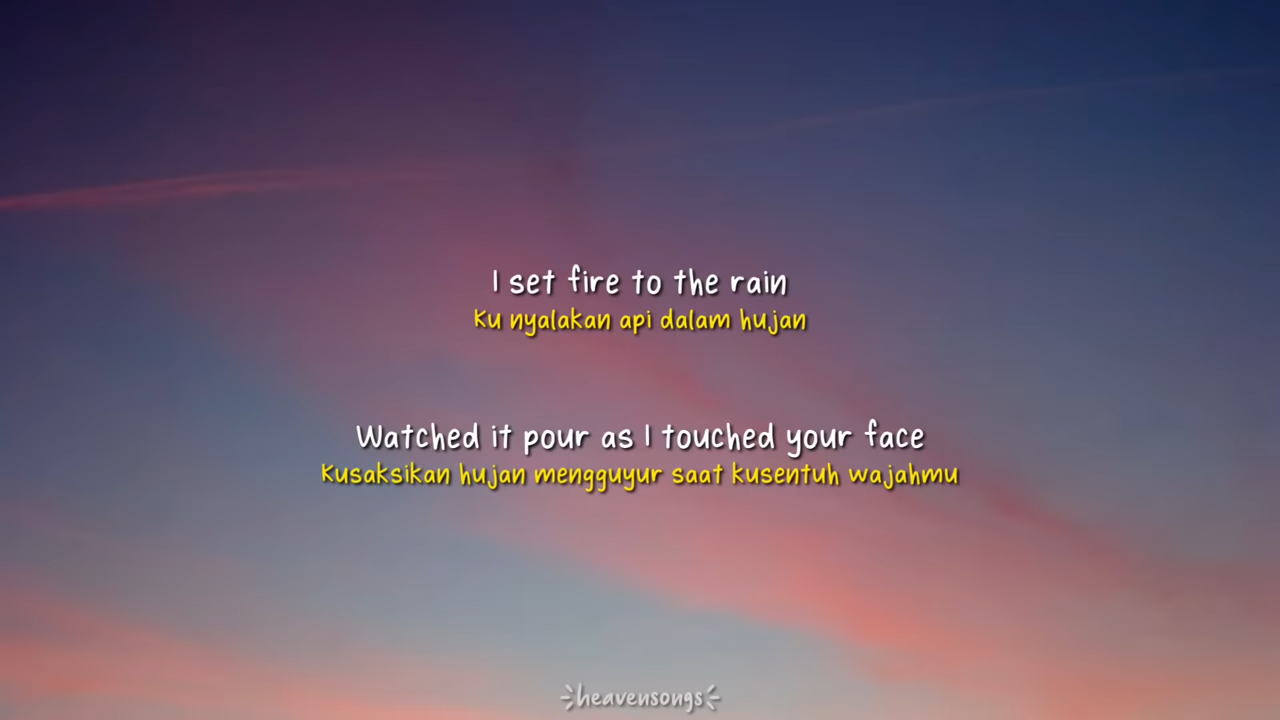 I set fire to the rain
Ku nyalakan api dalam hujan
Watched it pour as I touched your face
Kusaksikan hujan mengguyur saat kusentuh wajahmu
heavensongs